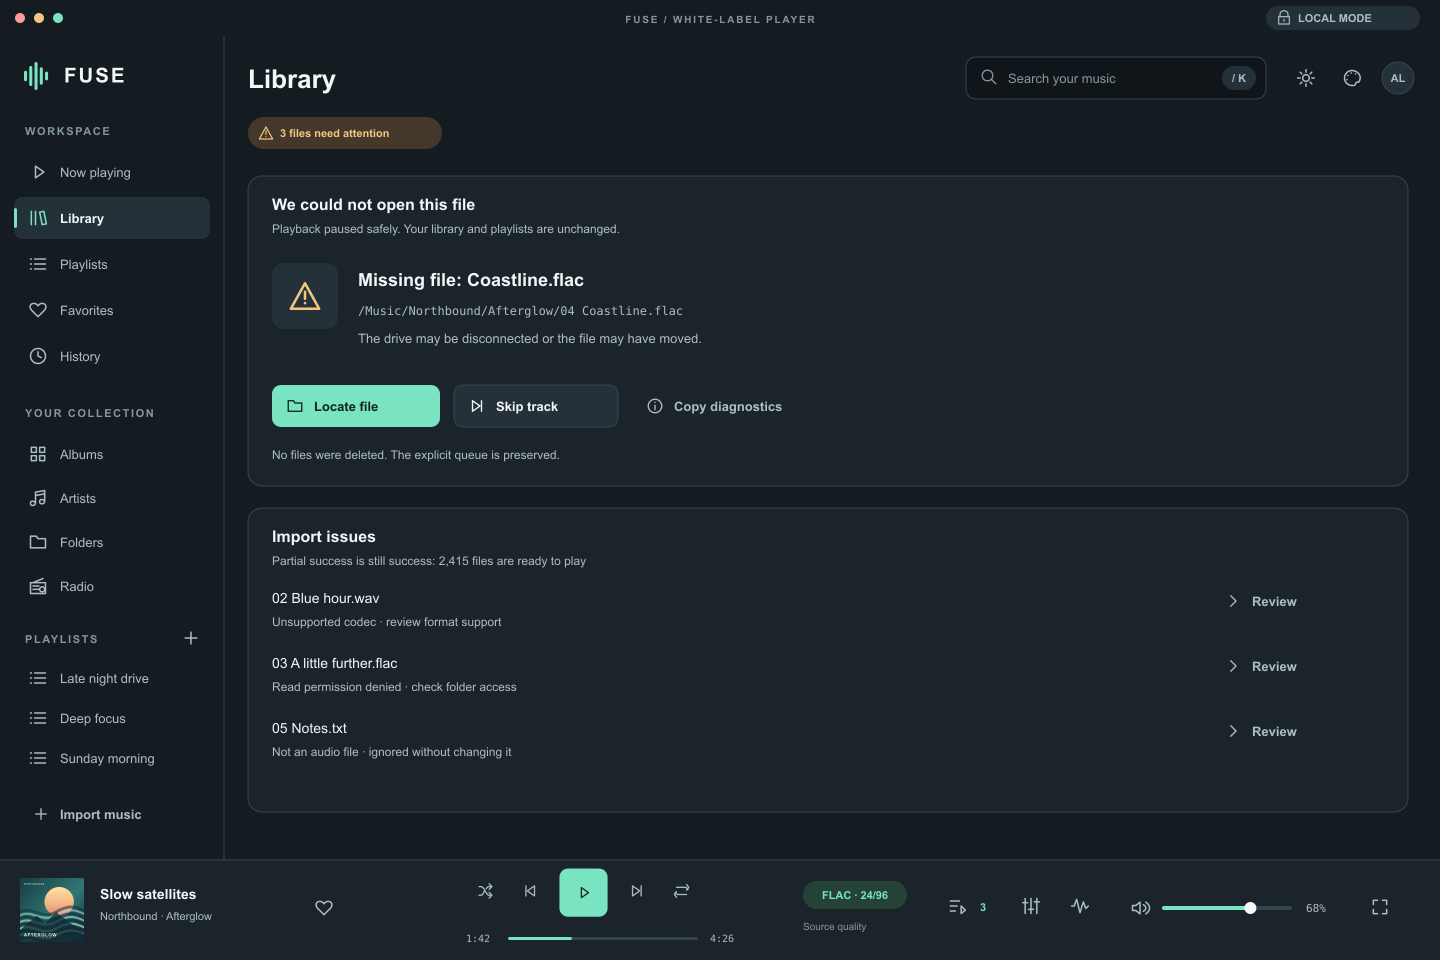 FUSE / WHITE-LABEL PLAYER
LOCAL MODE
FUSE
WORKSPACE
Now playing
Library
Playlists
Favorites
History
YOUR COLLECTION
Albums
Artists
Folders
Radio
PLAYLISTS
Late night drive
Deep focus
Sunday morning
Import music
Library
Search your music
/ K
AL
3 files need attention
We could not open this file
Playback paused safely. Your library and playlists are unchanged.
Missing file: Coastline.flac
/Music/Northbound/Afterglow/04 Coastline.flac
The drive may be disconnected or the file may have moved.
Locate file
Skip track
Copy diagnostics
No files were deleted. The explicit queue is preserved.
Import issues
Partial success is still success: 2,415 files are ready to play
02 Blue hour.wav
Unsupported codec · review format support
Review
03 A little further.flac
Read permission denied · check folder access
Review
05 Notes.txt
Not an audio file · ignored without changing it
Review
AFTERGLOW
Slow satellites
Northbound · Afterglow
1:42
4:26
FLAC · 24/96
Source quality
3
68%